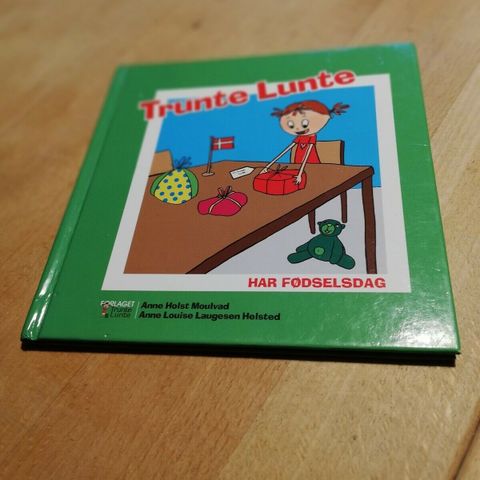 Trunte Lunte
HAR FØDSELSDAG
FORLAGET
Trunte
Lunte
Anne Holst Moulvad
Anne Louise Laugesen Helsted